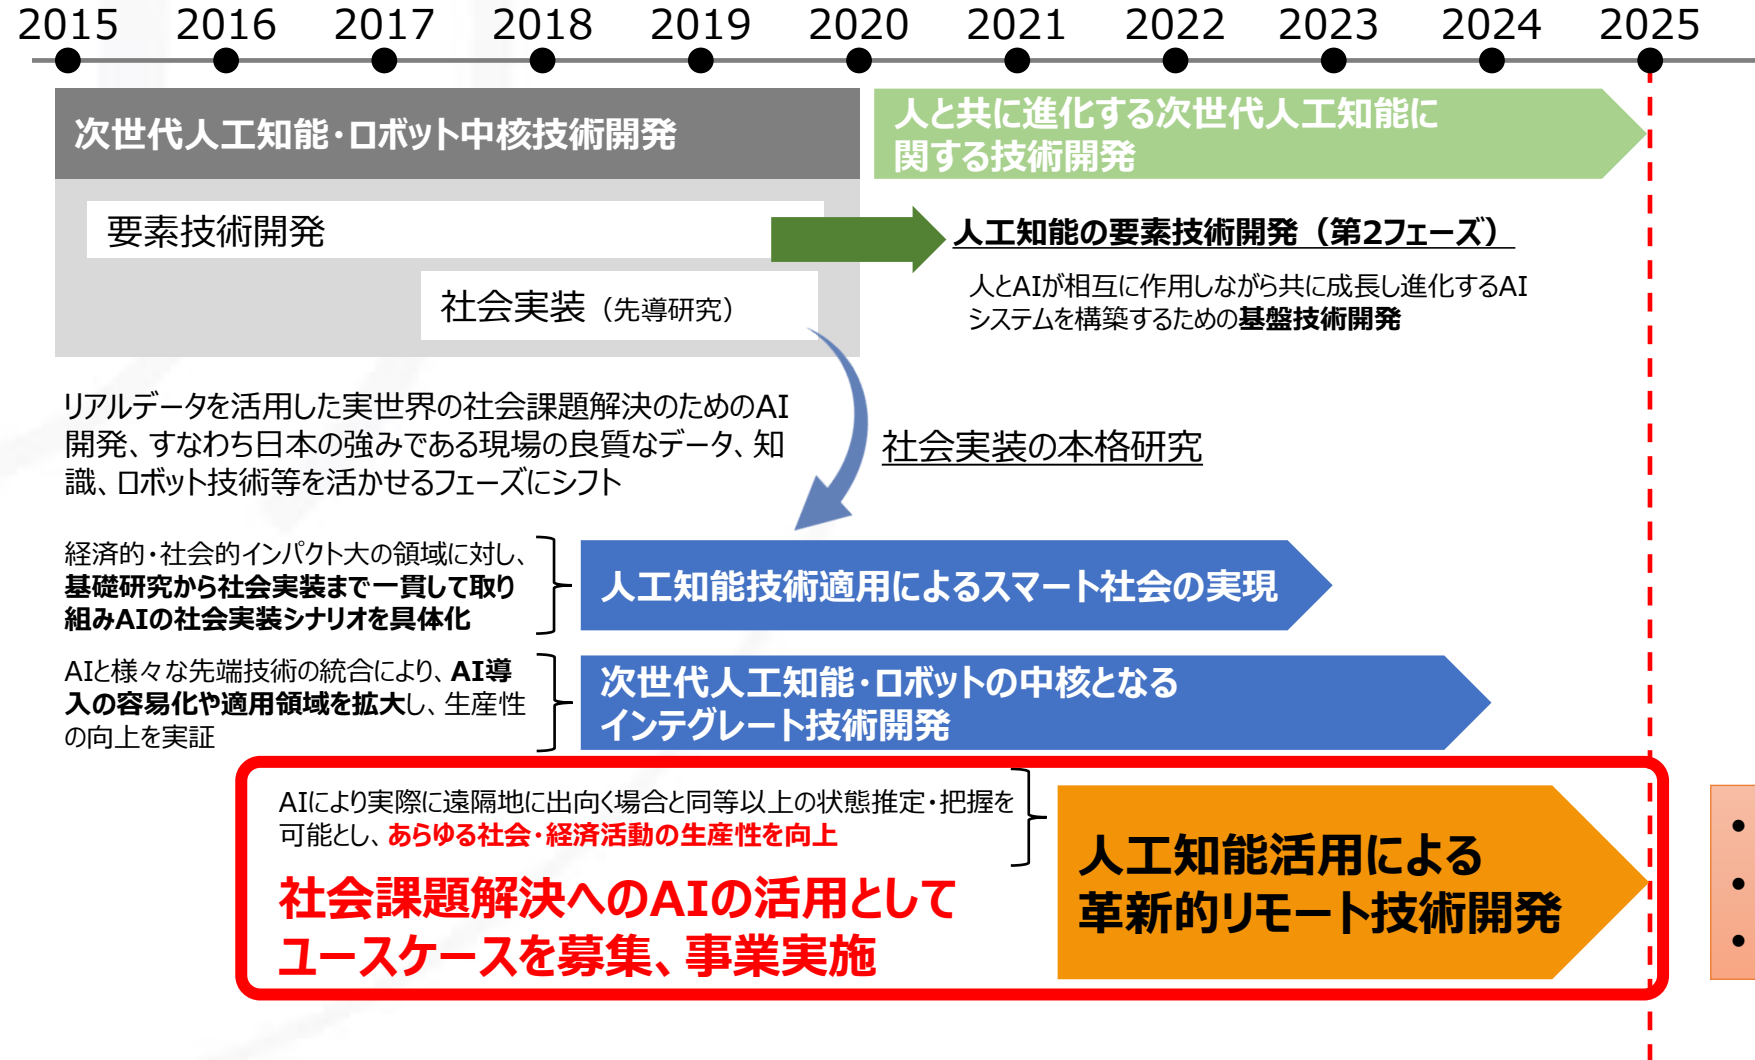 2015 2016 2017 2018 2019 2020 2021 2022 2023 2024 2025
次世代人工知能・ロボット中核技術開発
人と共に進化する次世代人工知能に
関する技術開発
要素技術開発
人工知能の要素技術開発（第2フェーズ）
社会実装（先導研究）
人とAIが相互に作用しながら共に成長し進化するAI
システムを構築するための基盤技術開発
リアルデータを活用した実世界の社会課題解決のためのAI
開発、すなわち日本の強みである現場の良質なデータ、知
識、ロボット技術等を活かせるフェーズにシフト
社会実装の本格研究
経済的・社会的インパクト大の領域に対し、
基礎研究から社会実装まで一貫して取り
組みAIの社会実装シナリオを具体化
人工知能技術適用によるスマート社会の実現
AIと様々な先端技術の統合により、AI導
入の容易化や適用領域を拡大し、生産性
の向上を実証
次世代人工知能・ロボットの中核となる
インテグレート技術開発
AIにより実際に遠隔地に出向く場合と同等以上の状態推定・把握を
可能とし、あらゆる社会・経済活動の生産性を向上
社会課題解決へのAIの活用として
ユースケースを募集、事業実施
人工知能活用による
革新的リモート技術開発